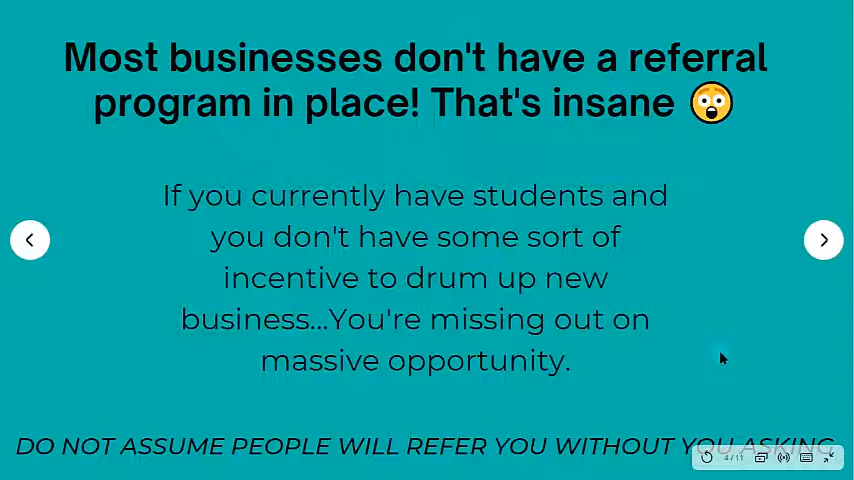 Most businesses don't have a referral
program in place! That's insane 😲
If you currently have students and
you don't have some sort of
incentive to drum up new
business...You're missing out on
massive opportunity.
DO NOT ASSUME PEOPLE WILL REFER YOU WITHOUT YOU ASKING
4/11